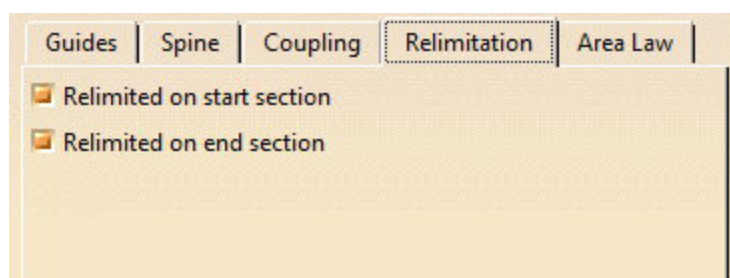 Guides Spine Coupling Relimitation Area Law
Relimited on start section
Relimited on end section